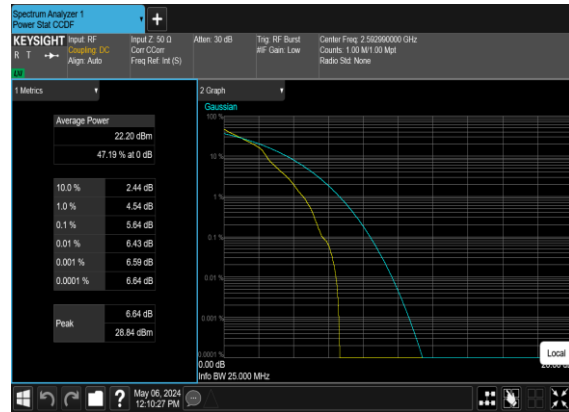 Spectrum Analyzer 1
Power Stat CCDF
KEYSIGHT
R T
LW
Input: RF
Coupling: DC
Align: Auto
Input Z: 50 Ω
Corr CCorr
Freq Ref: Int (S)
Atten: 30 dB
Trig: RF Burst
#IF Gain: Low
Center Freq: 2.592990000 GHz
Counts: 1.00 M/1.00 Mpt
Radio Std: None
1 Metrics
Average Power
22.20 dBm
47.19 % at 0 dB
10.0 % 2.44 dB
1.0 % 4.54 dB
0.1 % 5.64 dB
0.01 % 6.43 dB
0.001 % 6.59 dB
0.0001 % 6.64 dB
Peak
6.64 dB
28.84 dBm
2 Graph
Gaussian
100 %
10 %
1 %
0.1 %
0.01 %
0.001 %
0.0001 %
0.00 dB
Info BW 25.000 MHz
Local
May 06, 2024
12:10:27 PM